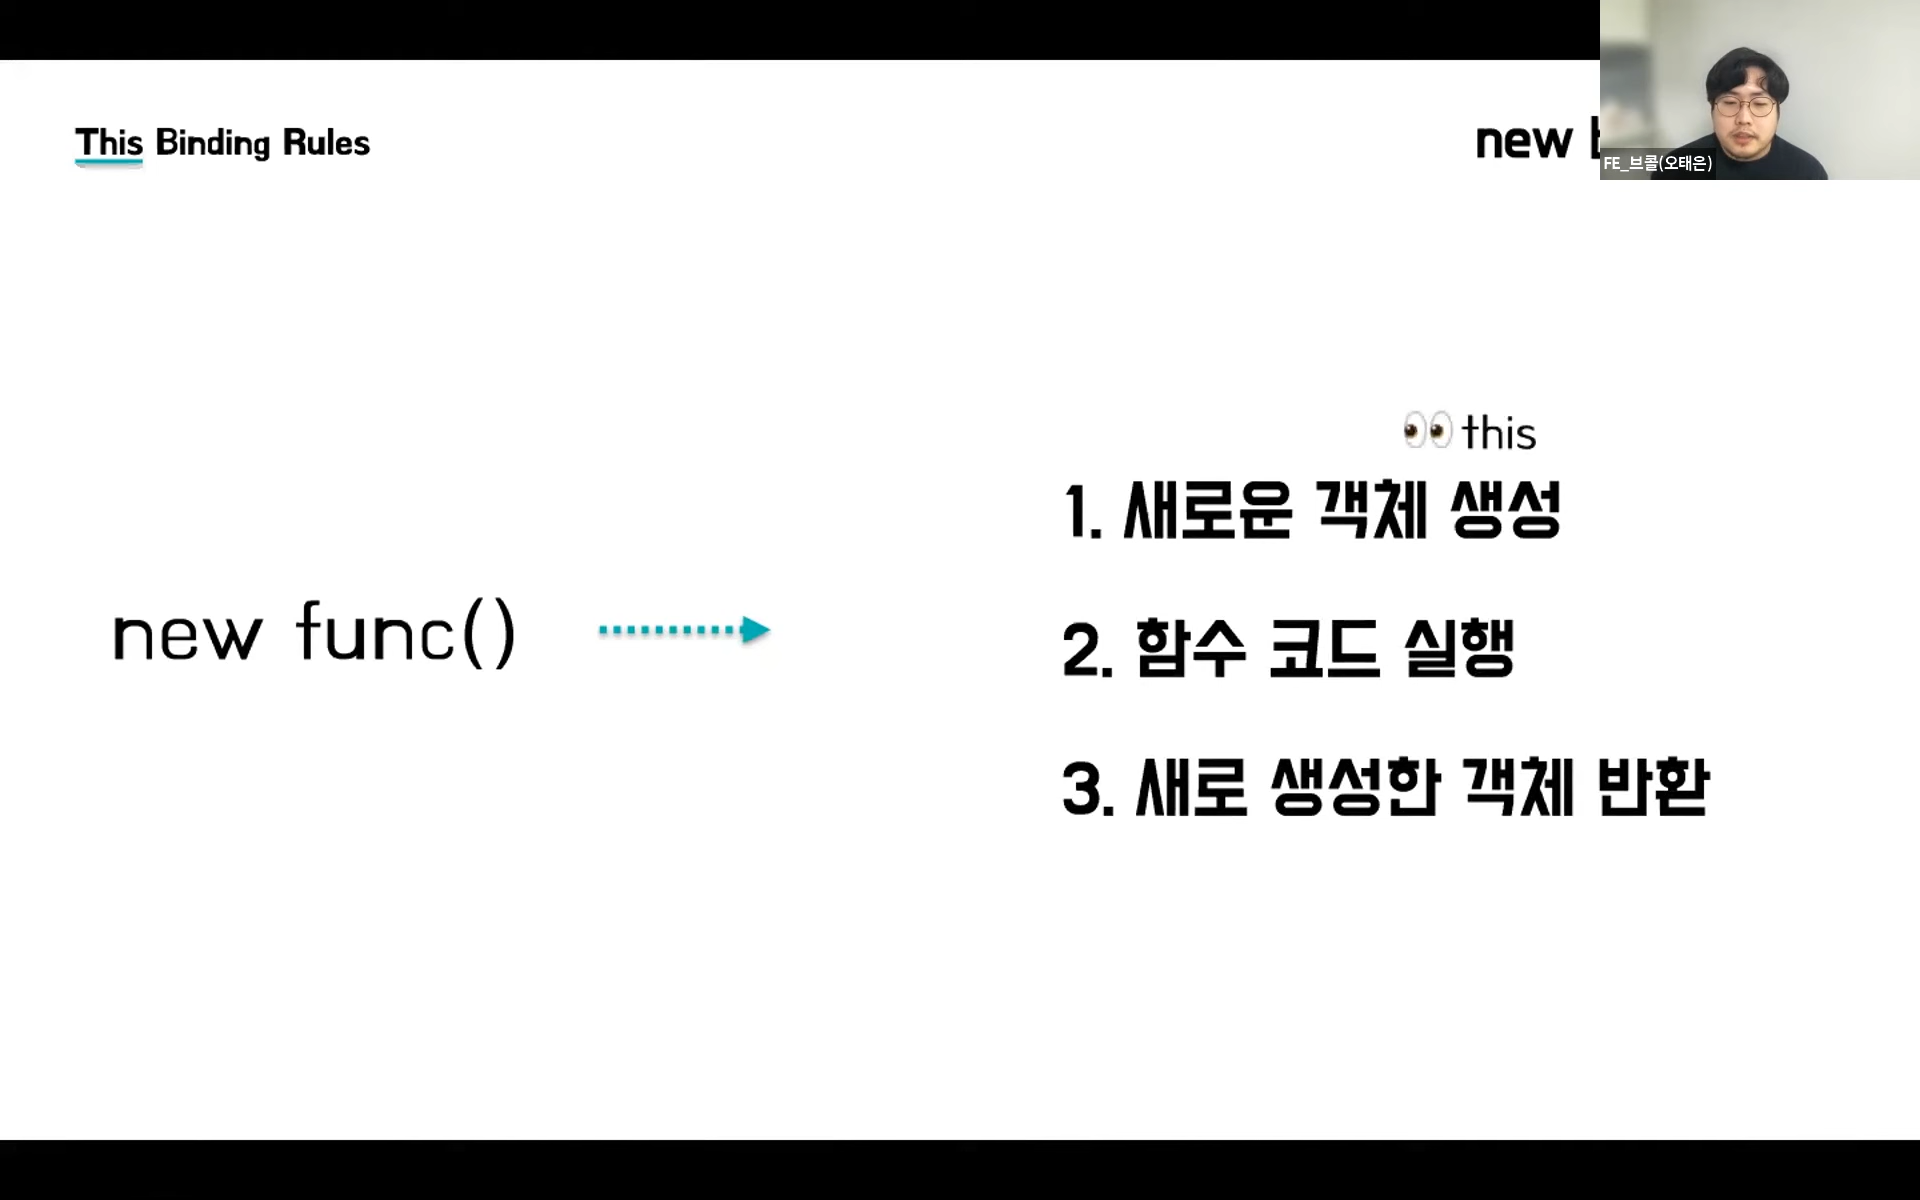 This Binding Rules
new
FE_브콜(오태은)
👀 this
1. 새로운 객체 생성
new func()
2. 함수 코드 실행
3. 새로 생성한 객체 반환